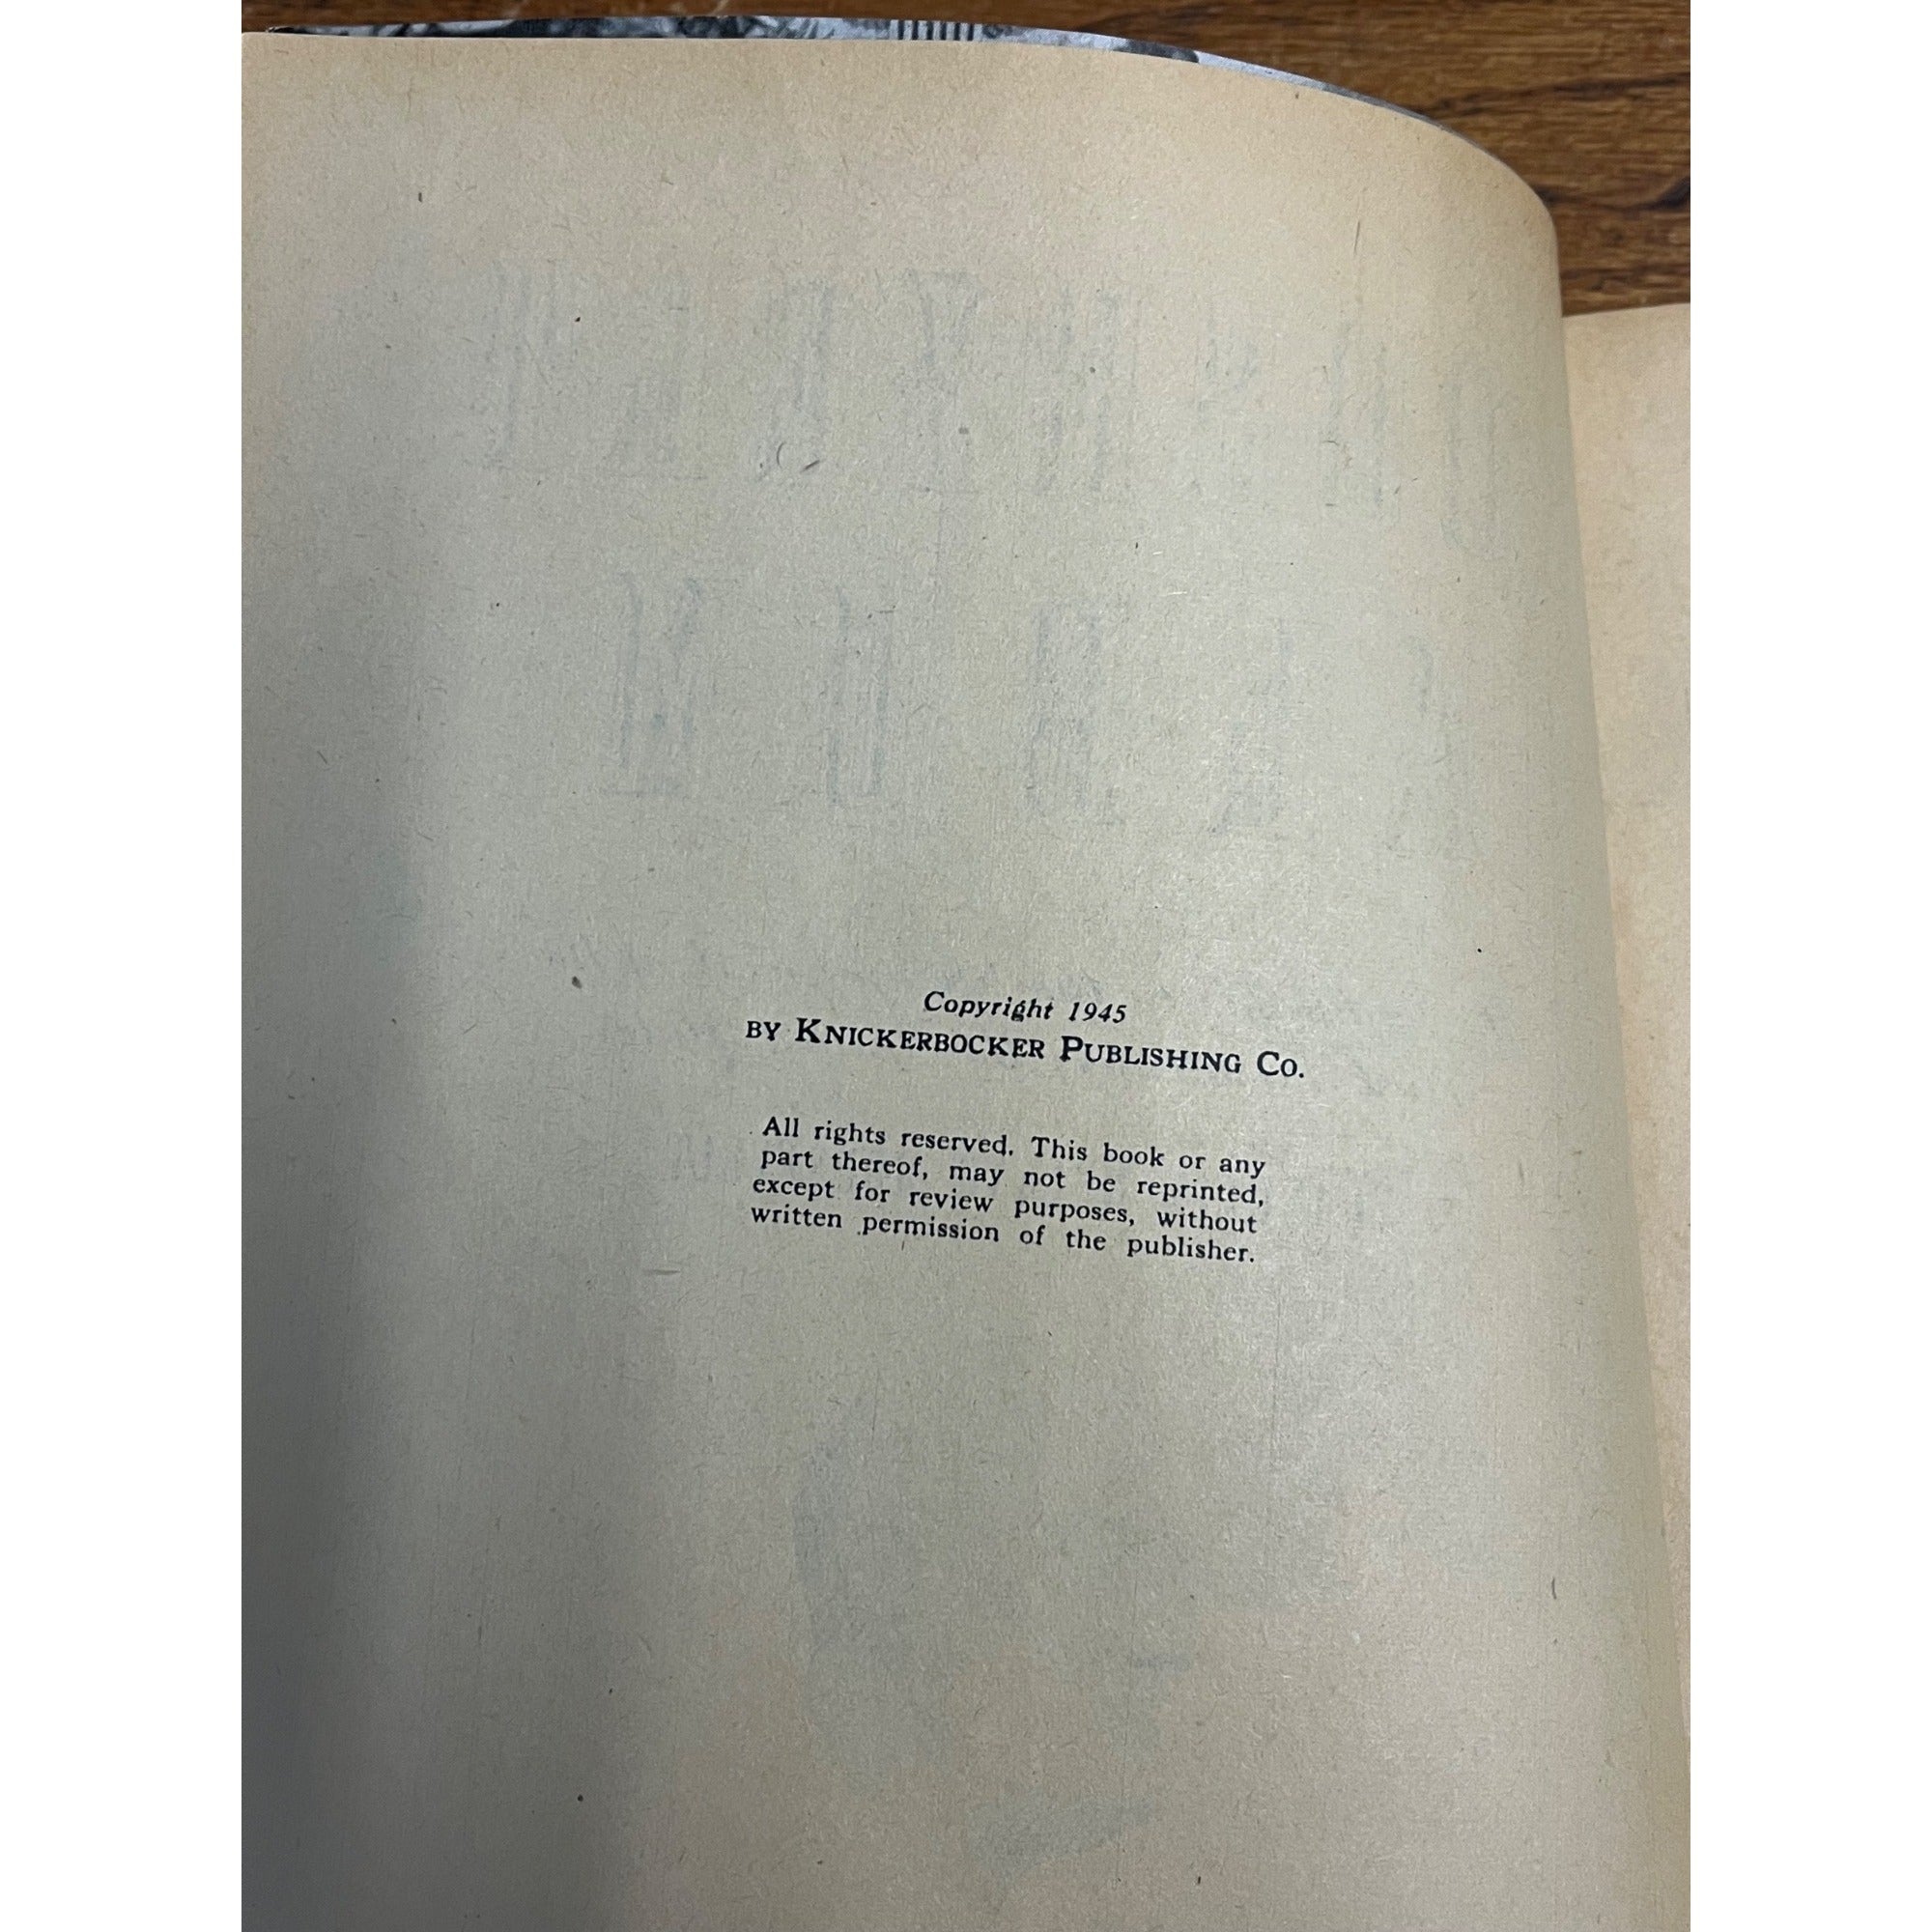 Copyright 1945
BY KNICKERBOCKER PUBLISHING CO.
All rights reserved. This book or any
part thereof, may not be reprinted,
except for review purposes, without
written permission of the publisher.